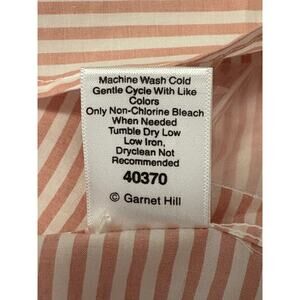 Machine Wash Cold
Gentle Cycle With Like
Colors
Only Non-Chlorine Bleach
When Needed
Tumble Dry Low
Low Iron,
Dryclean Not
Recommended
40370
© Garnet Hill